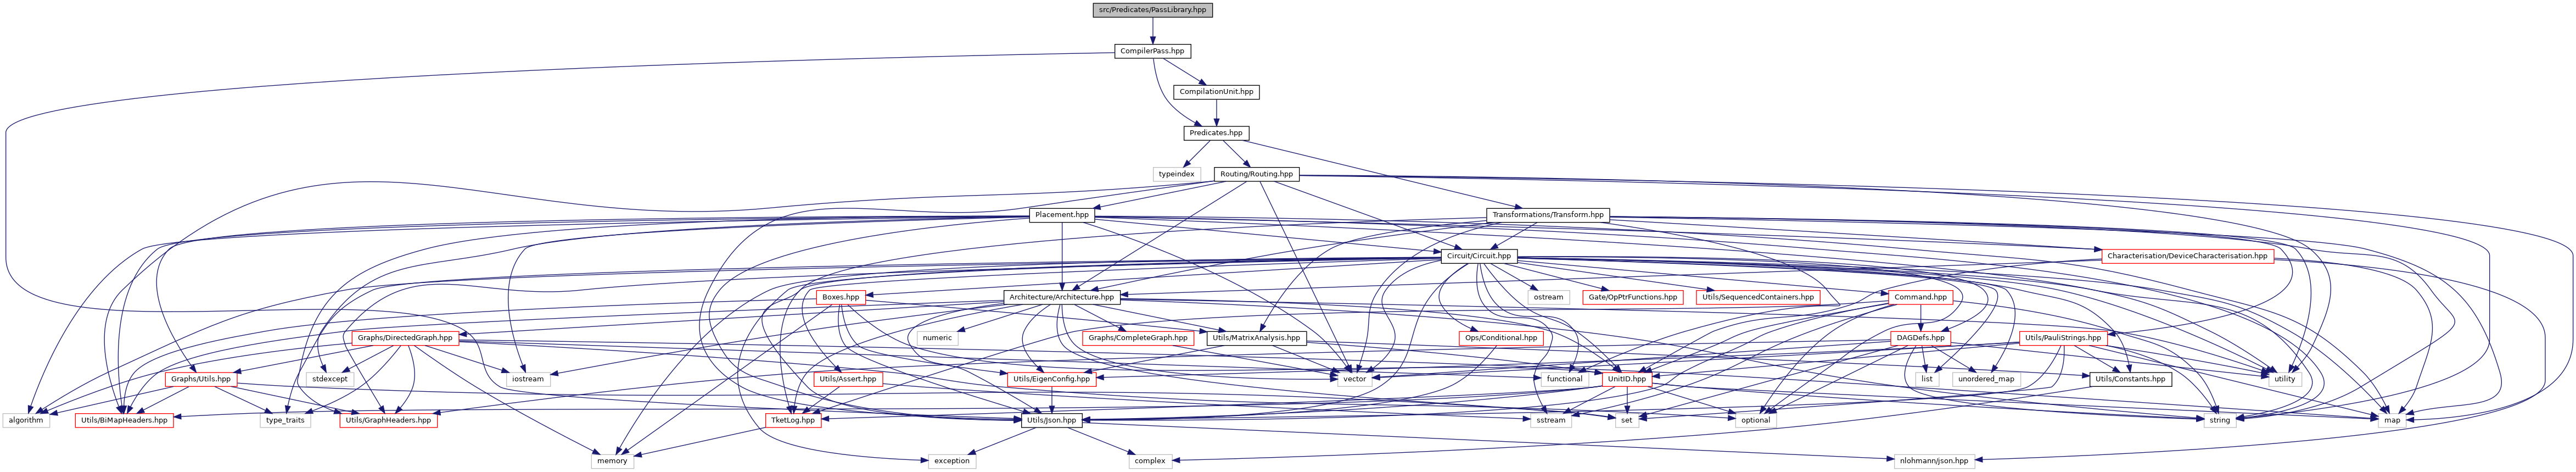 src/Predicates/PassLibrary.hpp
CompilerPass.hpp
CompilationUnit.hpp
Predicates.hpp
typeindex
Routing/Routing.hpp
Placement.hpp
Transformations/Transform.hpp
Circuit/Circuit.hpp
Characterisation/DeviceCharacterisation.hpp
Boxes.hpp
Architecture/Architecture.hpp
ostream
Gate/OpPtrFunctions.hpp
Utils/SequencedContainers.hpp
Command.hpp
Graphs/DirectedGraph.hpp
numeric
Graphs/CompleteGraph.hpp
Utils/MatrixAnalysis.hpp
Ops/Conditional.hpp
DAGDefs.hpp
Utils/PauliStrings.hpp
Graphs/Utils.hpp
stdexcept
iostream
Utils/Assert.hpp
Utils/EigenConfig.hpp
vector
functional
UnitID.hpp
list
unordered_map
Utils/Constants.hpp
utility
algorithm
Utils/BiMapHeaders.hpp
type_traits
Utils/GraphHeaders.hpp
TketLog.hpp
Utils/Json.hpp
sstream
set
optional
string
map
memory
exception
complex
nlohmann/json.hpp